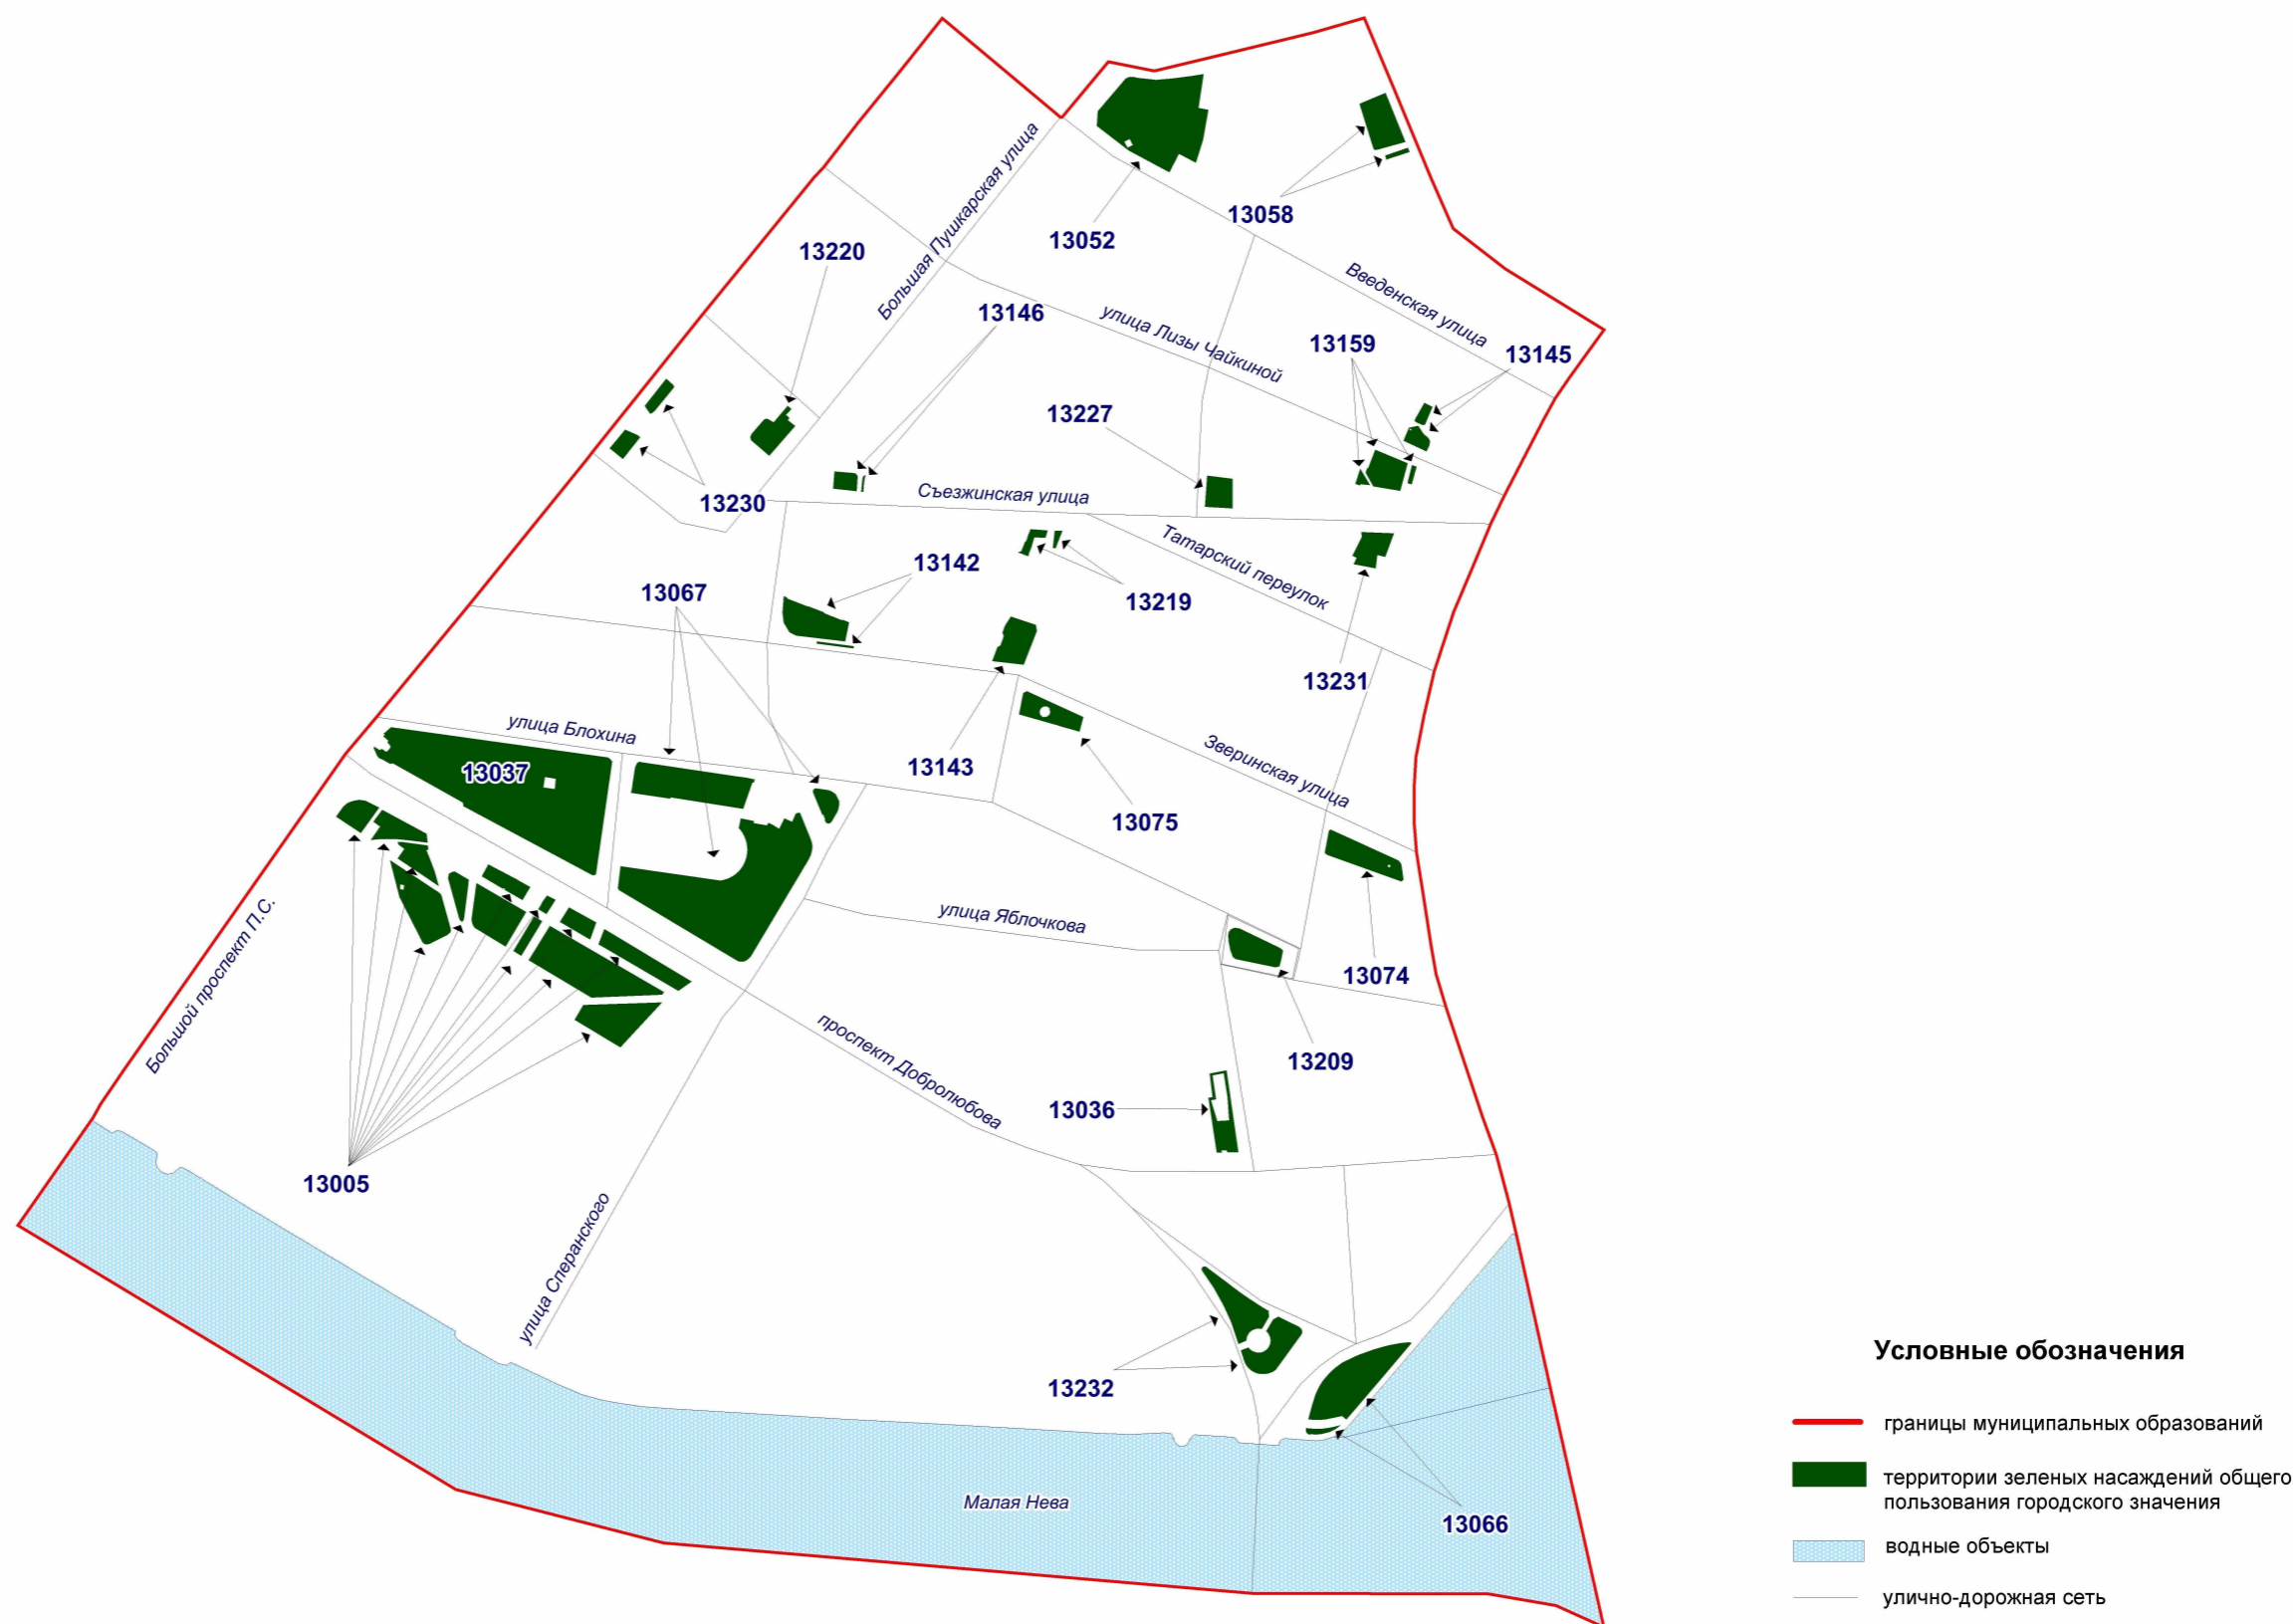 Большая Пушкарская улица
13058
13052
13220
Введенская улица
13146
улица Лизы Чайкиной
13159
13145
13227
Съезжинская улица
13230
Татарский переулок
13142
13067
13219
13231
улица Блохина
13037
13143
Зверинская улица
13075
Большой проспект П.С.
улица Яблочкова
13074
проспект Добролюбова
13209
13036
13005
улица Сперанского
13232
Малая Нева
13066
Условные обозначения
границы муниципальных образований
территории зеленых насаждений общего
пользования городского значения
водные объекты
улично-дорожная сеть